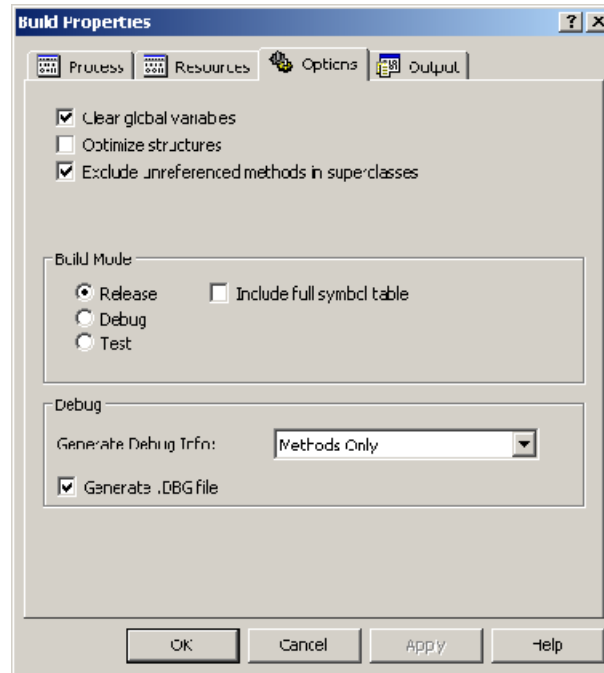 Build Properties
Process Resources Options Output
Clear global variables
Optimize structures
Exclude unreferenced methods in superclasses
Build Mode
Release Include full symbol table
Debug
Test
Debug
Generate Debug Info: Methods Only
Generate .DBG file
OK Cancel Apply Help